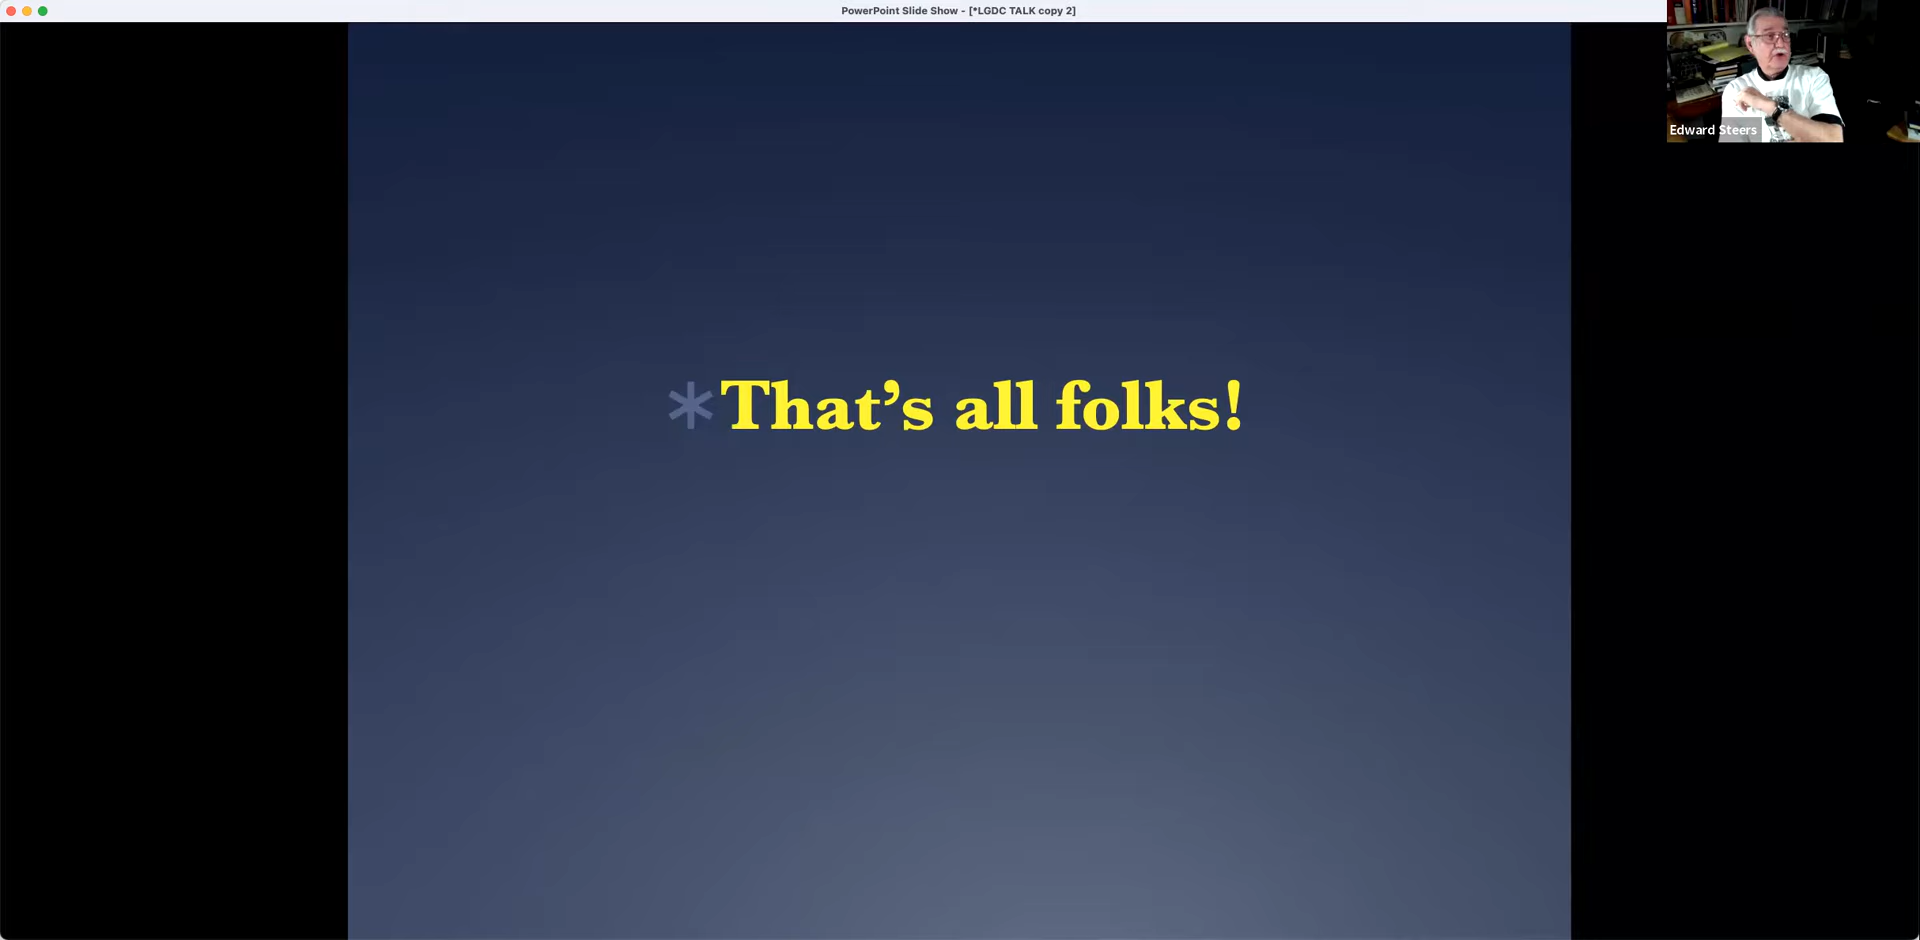 PowerPoint Slide Show - [*LGDC TALK copy 2]
Edward Steers
*That’s all folks!